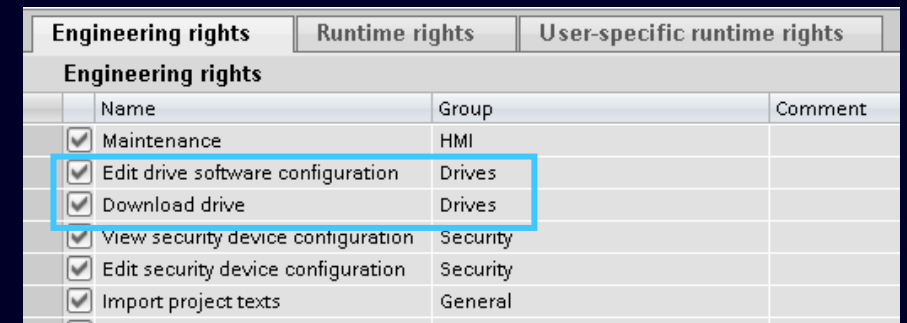 Engineering rights Runtime rights User-specific runtime rights
Engineering rights
Name Group Comment
Maintenance HMI
Edit drive software configuration Drives
Download drive Drives
View security device configuration Security
Edit security device configuration Security
Import project texts General